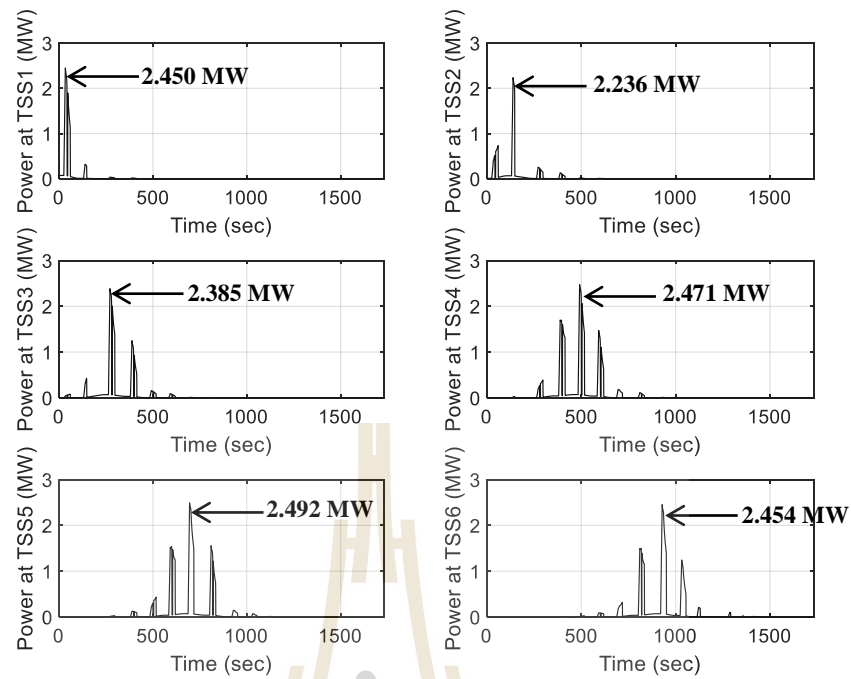 Power at TSS1 (MW)
3
2
1
0
2.450 MW
0 500 1000 1500
Time (sec)
Power at TSS2 (MW)
3
2
1
0
2.236 MW
0 500 1000 1500
Time (sec)
Power at TSS3 (MW)
3
2
1
0
2.385 MW
0 500 1000 1500
Time (sec)
Power at TSS4 (MW)
3
2
1
0
2.471 MW
0 500 1000 1500
Time (sec)
Power at TSS5 (MW)
3
2
1
0
2.492 MW
0 500 1000 1500
Time (sec)
Power at TSS6 (MW)
3
2
1
0
2.454 MW
0 500 1000 1500
Time (sec)